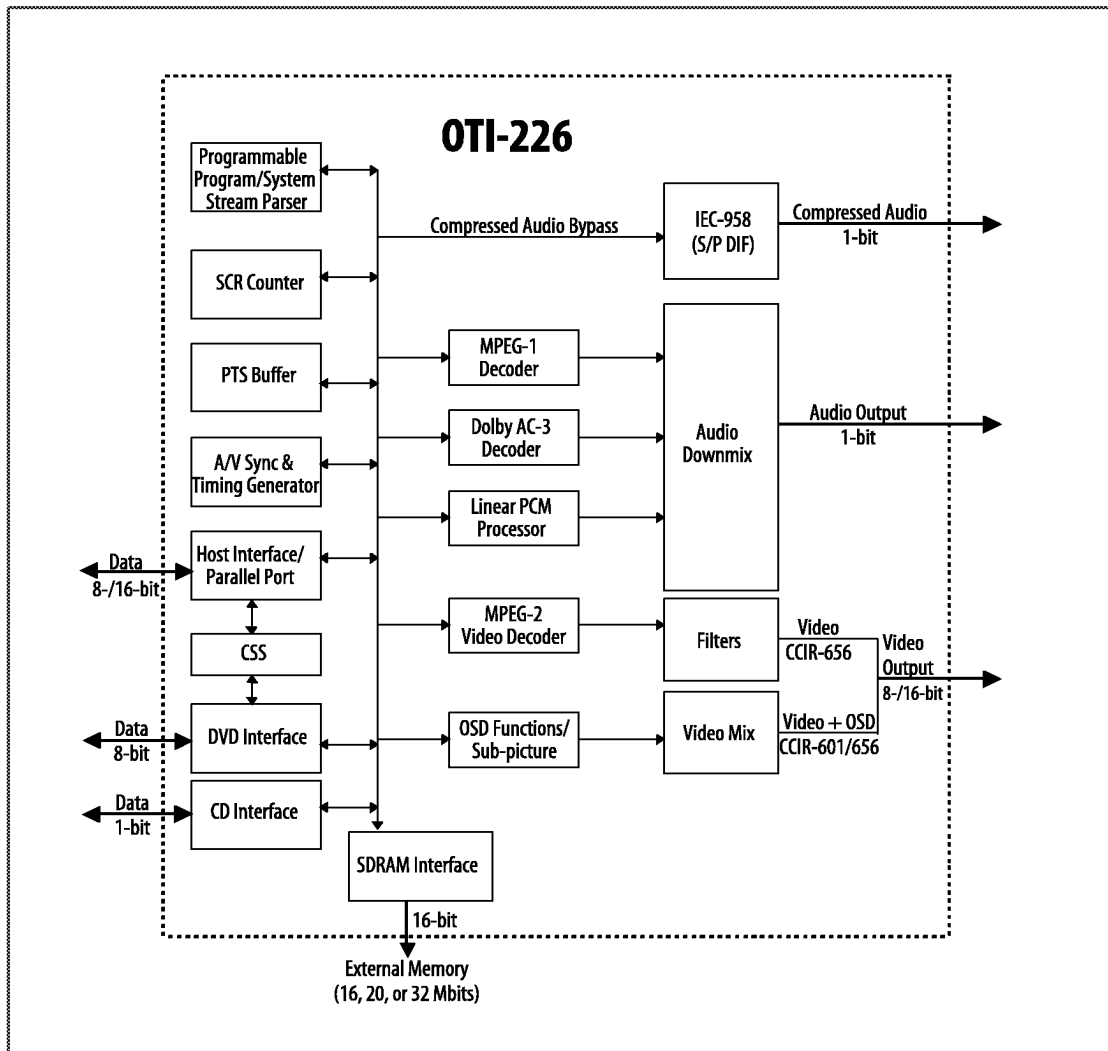 OTI-226
Programmable
Program/System
Stream Parser
SCR Counter
PTS Buffer
A/V Sync &
Timing Generator
Data
8-/16-bit
Host Interface/
Parallel Port
CSS
Data
8-bit
DVD Interface
Data
1-bit
CD Interface
SDRAM Interface
16-bit
External Memory
(16, 20, or 32 Mbits)
Compressed Audio Bypass
IEC-958
(S/P DIF)
Compressed Audio
1-bit
MPEG-1
Decoder
Dolby AC-3
Decoder
Linear PCM
Processor
Audio
Downmix
Audio Output
1-bit
MPEG-2
Video Decoder
Filters
Video
CCIR-656
OSD Functions/
Sub-picture
Video Mix
Video + OSD
CCIR-601/656
Video
Output
8-/16-bit